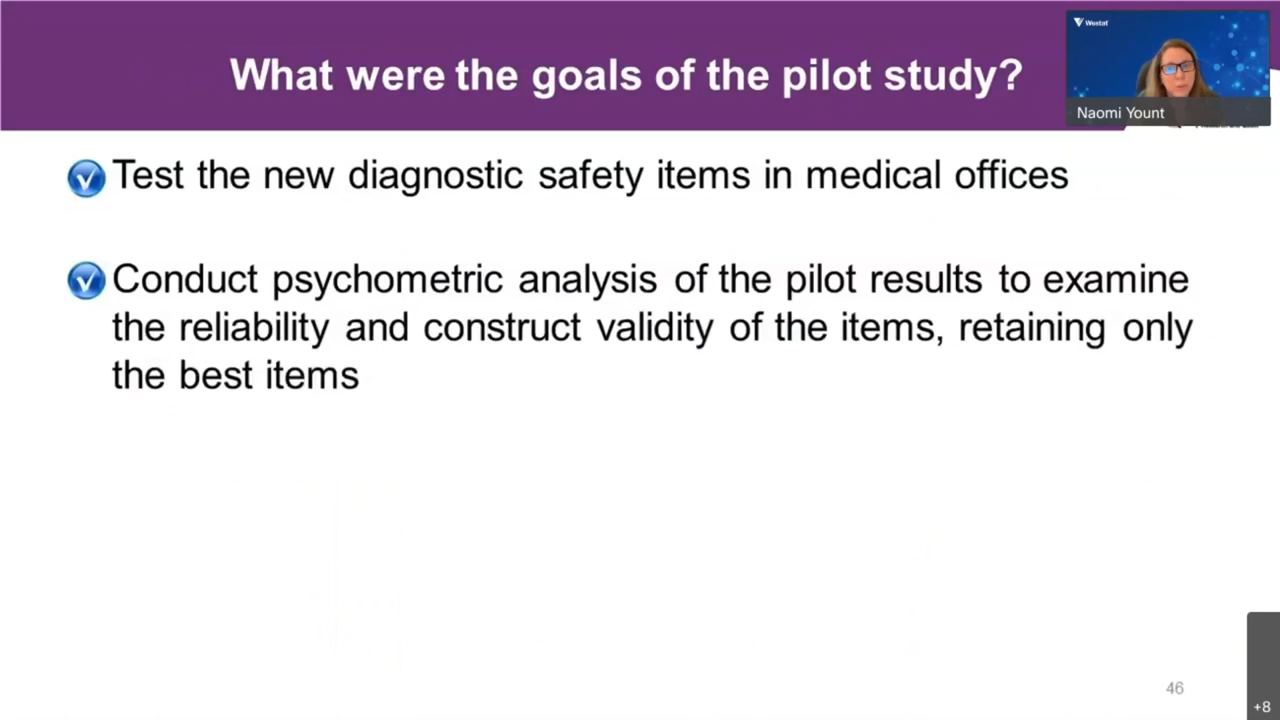 What were the goals of the pilot study?
Westat
Naomi Yount
Test the new diagnostic safety items in medical offices
Conduct psychometric analysis of the pilot results to examine
the reliability and construct validity of the items, retaining only
the best items
46
+8